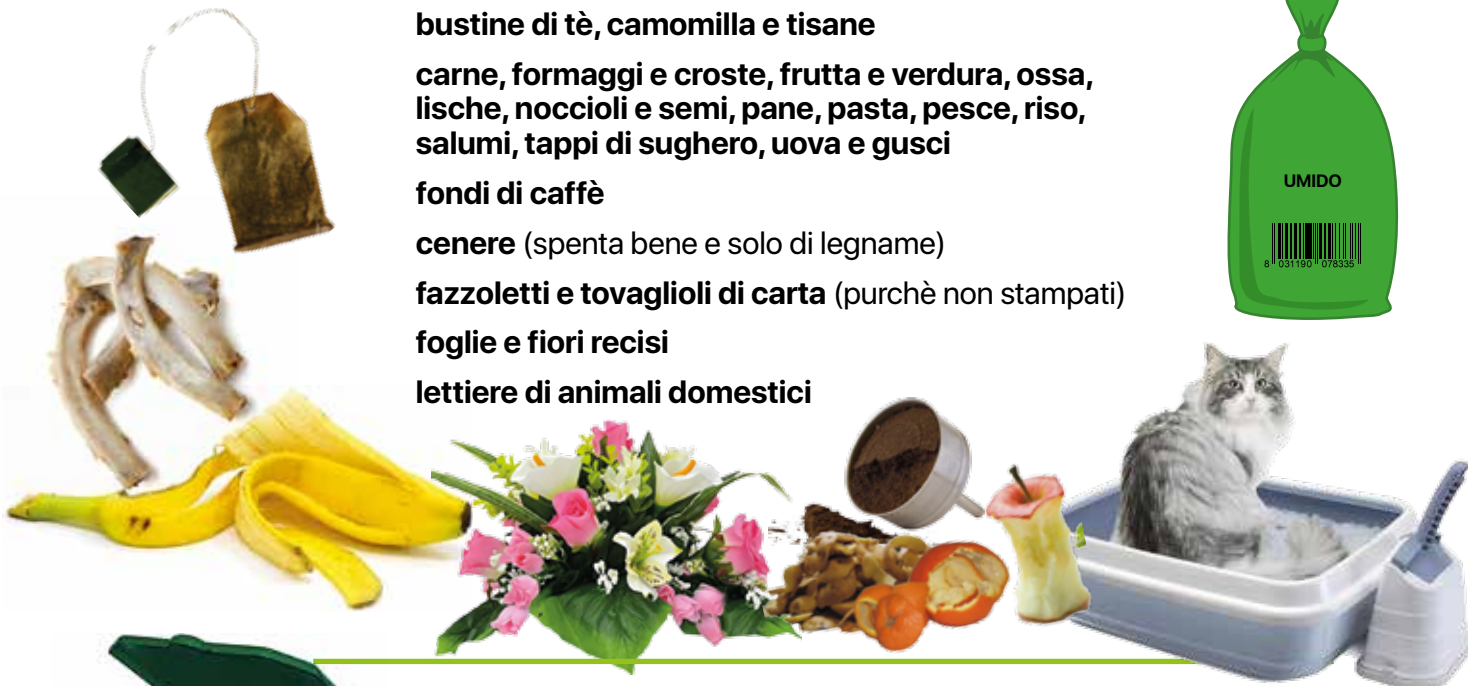 bustine di tè, camomilla e tisane
carne, formaggi e croste, frutta e verdura, ossa,
lische, noccioli e semi, pane, pasta, pesce, riso,
salumi, tappi di sughero, uova e gusci
fondi di caffè
cenere (spenta bene e solo di legname)
fazzoletti e tovaglioli di carta (purchè non stampati)
foglie e fiori recisi
lettiere di animali domestici
UMIDO
8 031190 078335